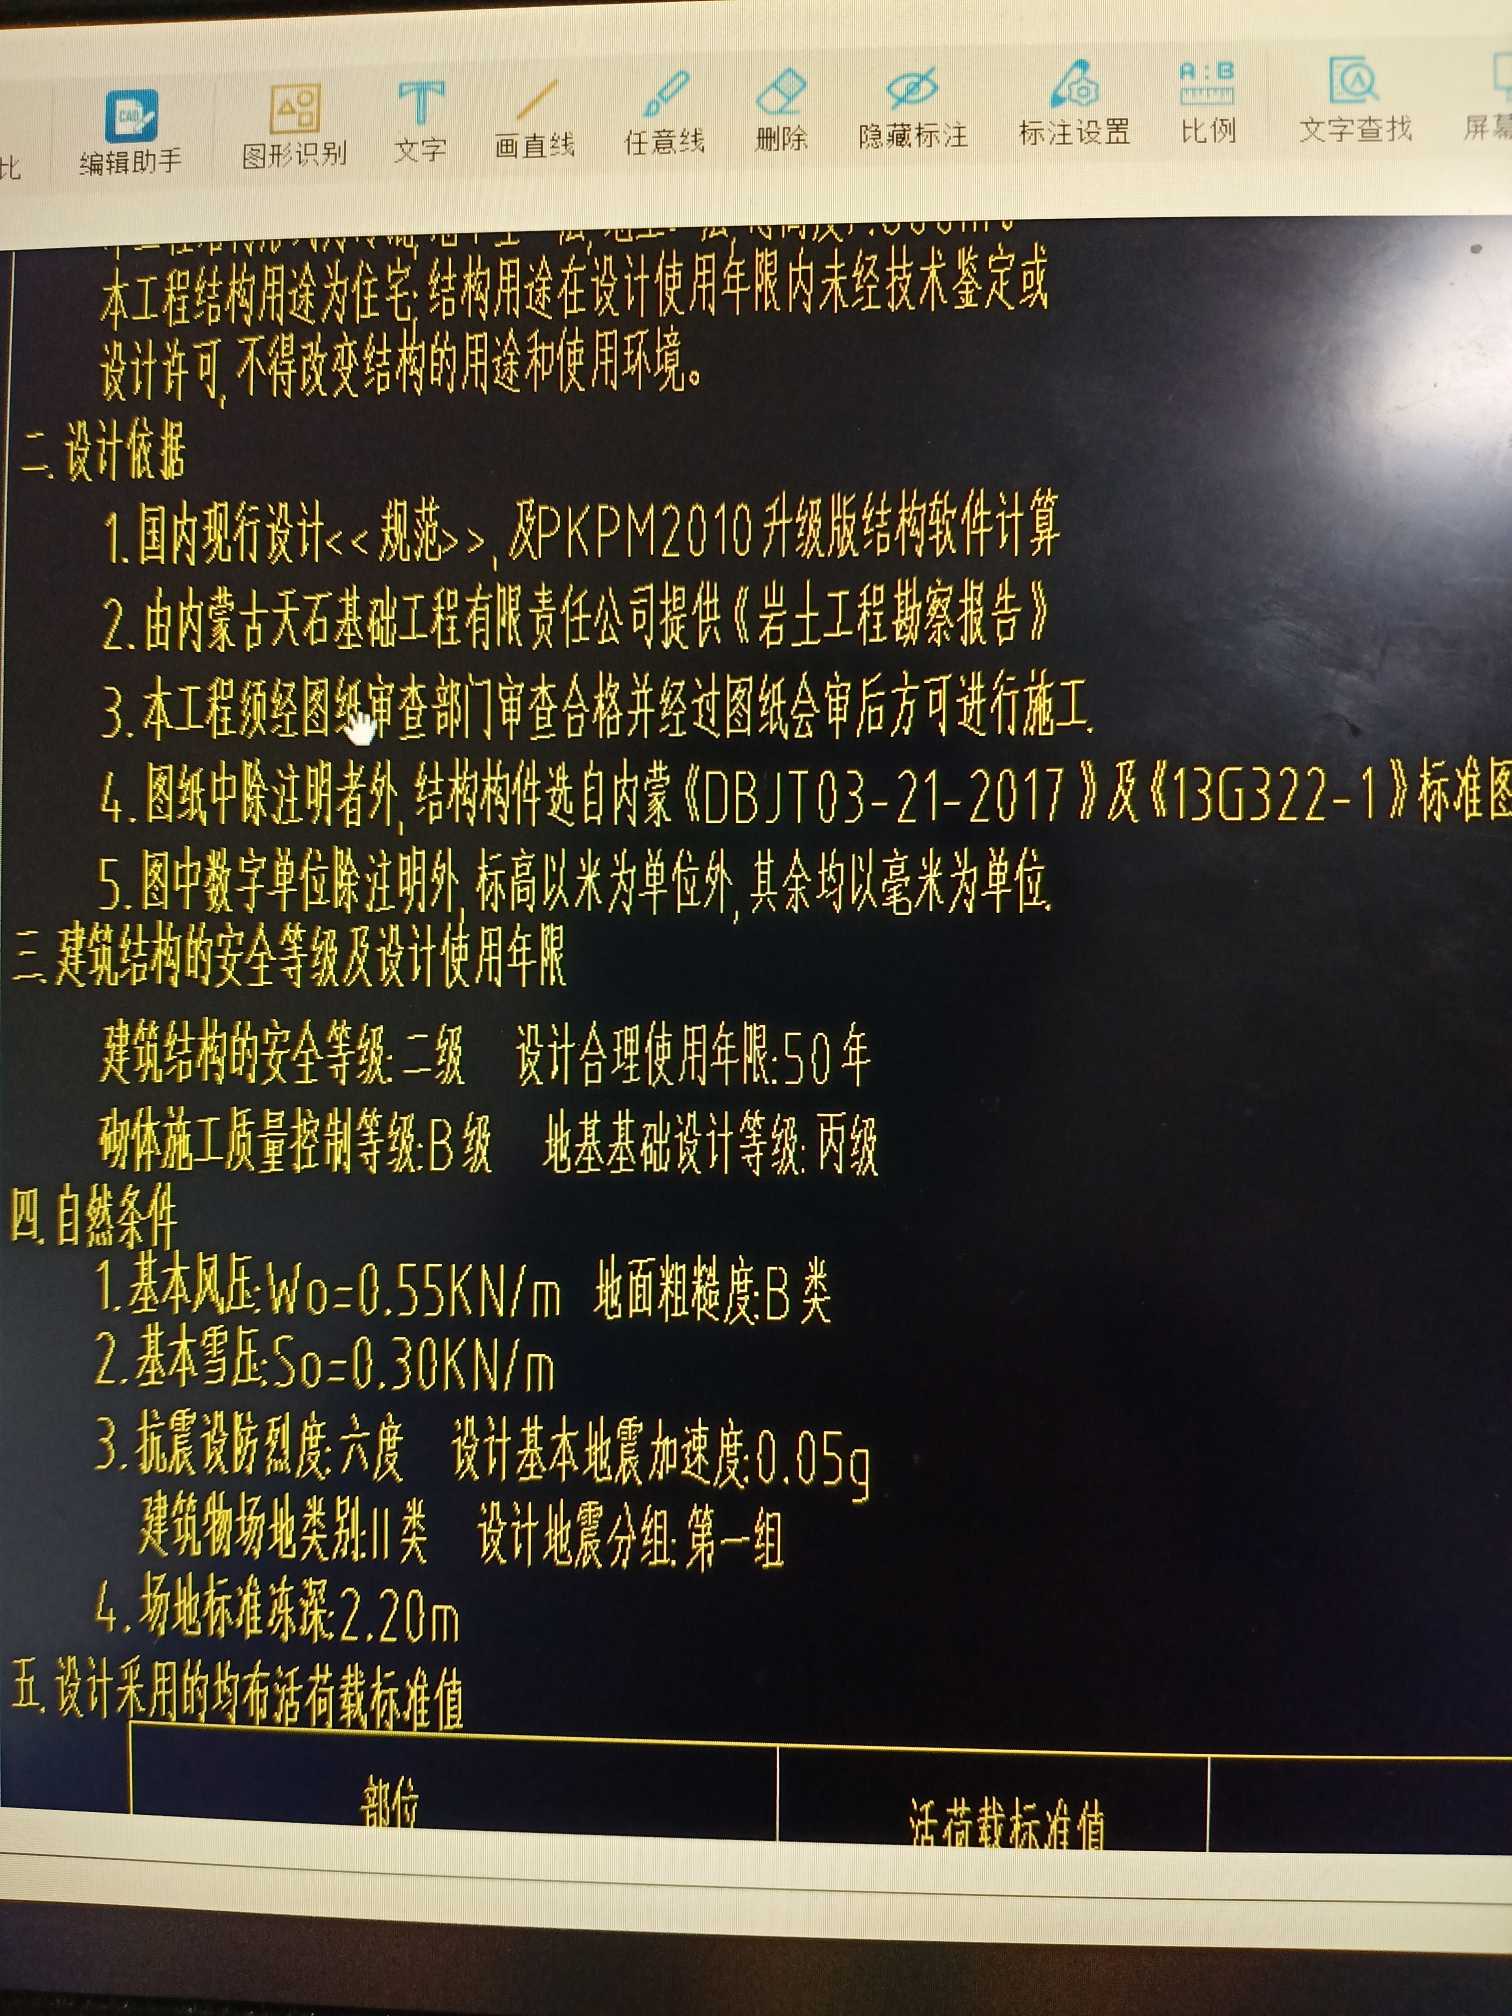 比 编辑助手 图形识别 文字 画直线 任意线 删除 隐藏标注 标注设置 比例 文字查找 屏幕
CAD
A:B
本工程结构用途为住宅;结构用途在设计使用年限内未经技术鉴定或
设计许可,不得改变结构的用途和使用环境。
二.设计依据
1.国内现行设计<<规范>>,及PKPM2010升级版结构软件计算
2.由内蒙古天石基础工程有限责任公司提供《岩土工程勘察报告》
3.本工程须经图纸审查部门审查合格并经过图纸会审后方可进行施工.
4.图纸中除注明者外,结构构件选自内蒙《DBJT03-21-2017》及《13G322-1》标准图
5.图中数字单位除注明外,标高以米为单位外,其余均以毫米为单位.
三.建筑结构的安全等级及设计使用年限
建筑结构的安全等级:二级 设计合理使用年限:50年
砌体施工质量控制等级:B级 地基基础设计等级:丙级
四.自然条件
1.基本风压:Wo=0.55KN/m 地面粗糙度:B类
2.基本雪压:So=0.30KN/m
3.抗震设防烈度:六度 设计基本地震加速度:0.05g
建筑物场地类别:II类 设计地震分组:第一组
4.场地标准冻深:2.20m
五.设计采用的均布活荷载标准值
部位 活荷载标准值